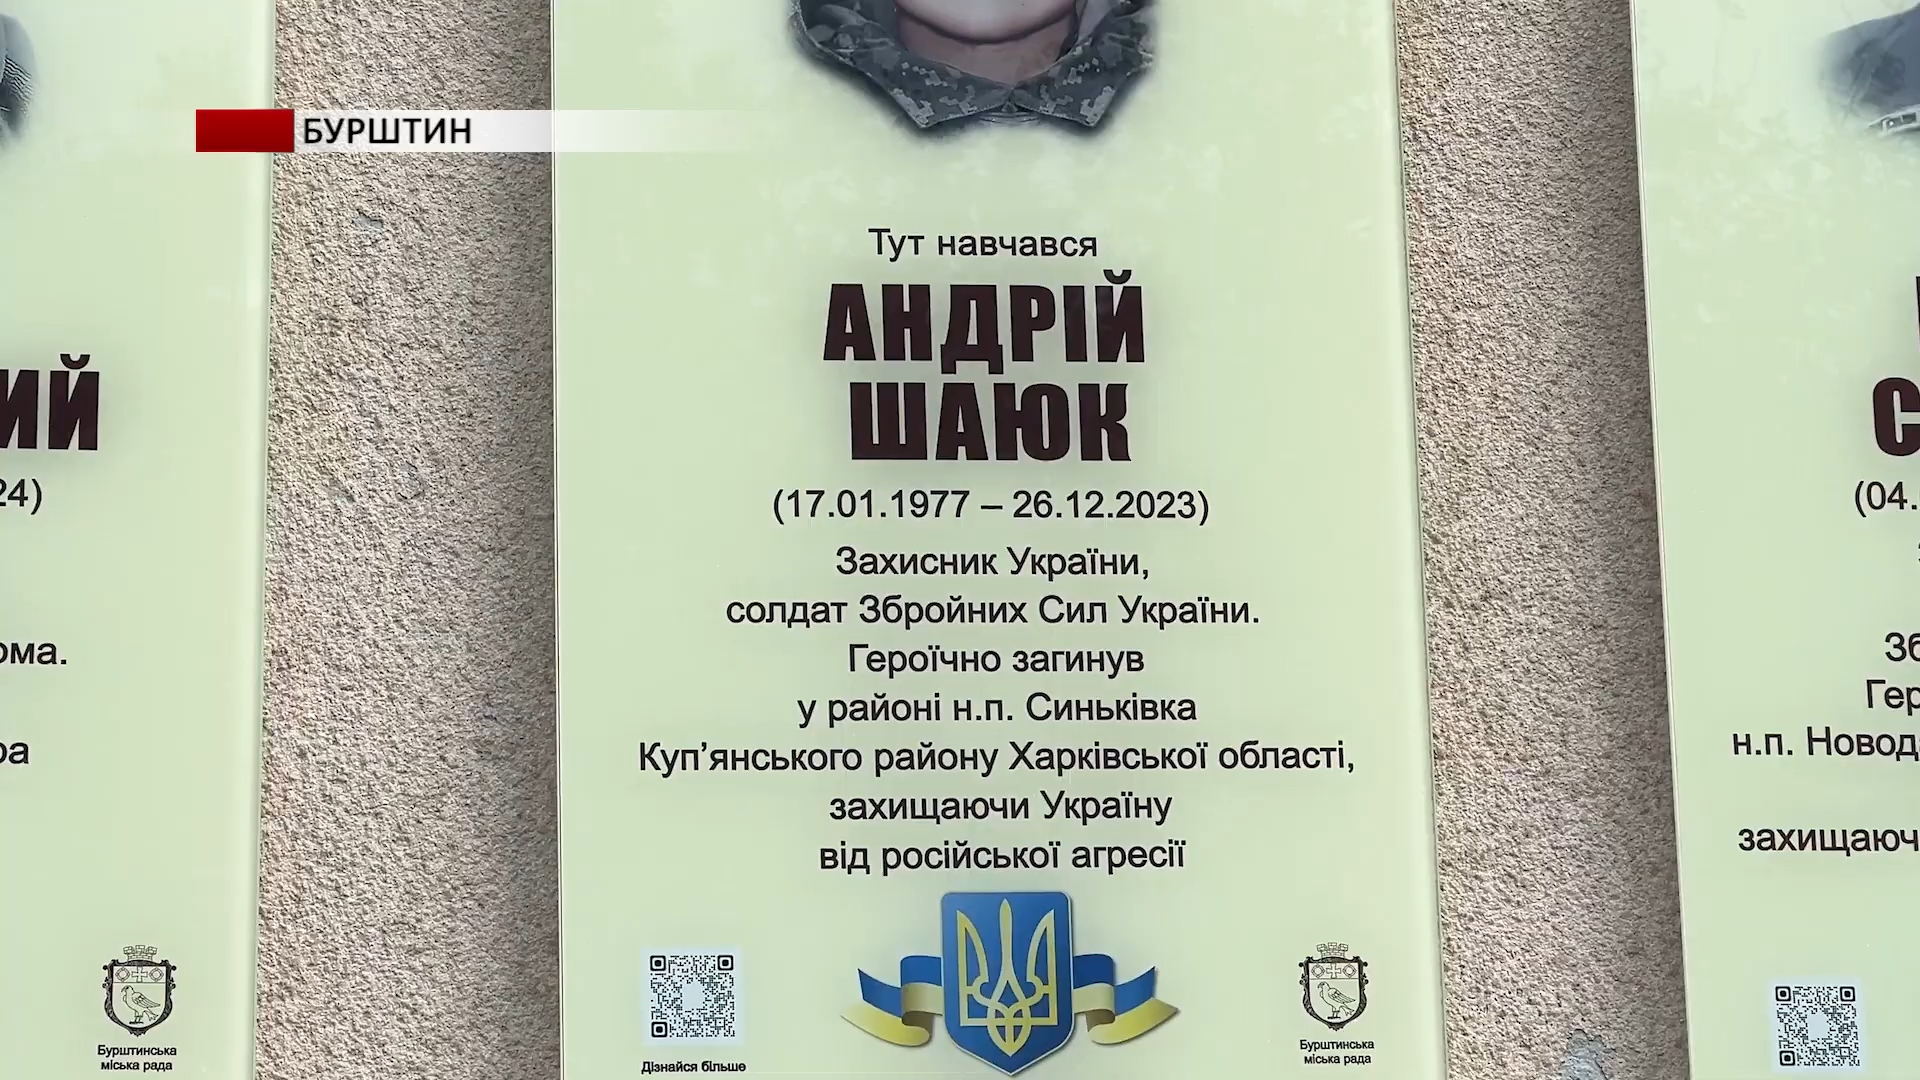 БУРШТИН
Тут навчався
АНДРІЙ
ШАЮК
(17.01.1977 – 26.12.2023)
Захисник України,
солдат Збройних Сил України.
Героїчно загинув
у районі н.п. Синьківка
Куп’янського району Харківської області,
захищаючи Україну
від російської агресії
Дізнайся більше
Бурштинська
міська рада
ИЙ
24)
ома.
ра
Бурштинська
міська рада
С
(04.
Зб
Гер
н.п. Новод
захищаюч